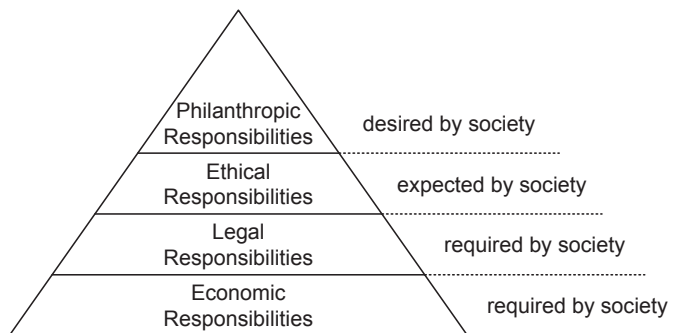 Philanthropic
Responsibilities
desired by society
Ethical
Responsibilities
expected by society
Legal
Responsibilities
required by society
Economic
Responsibilities
required by society